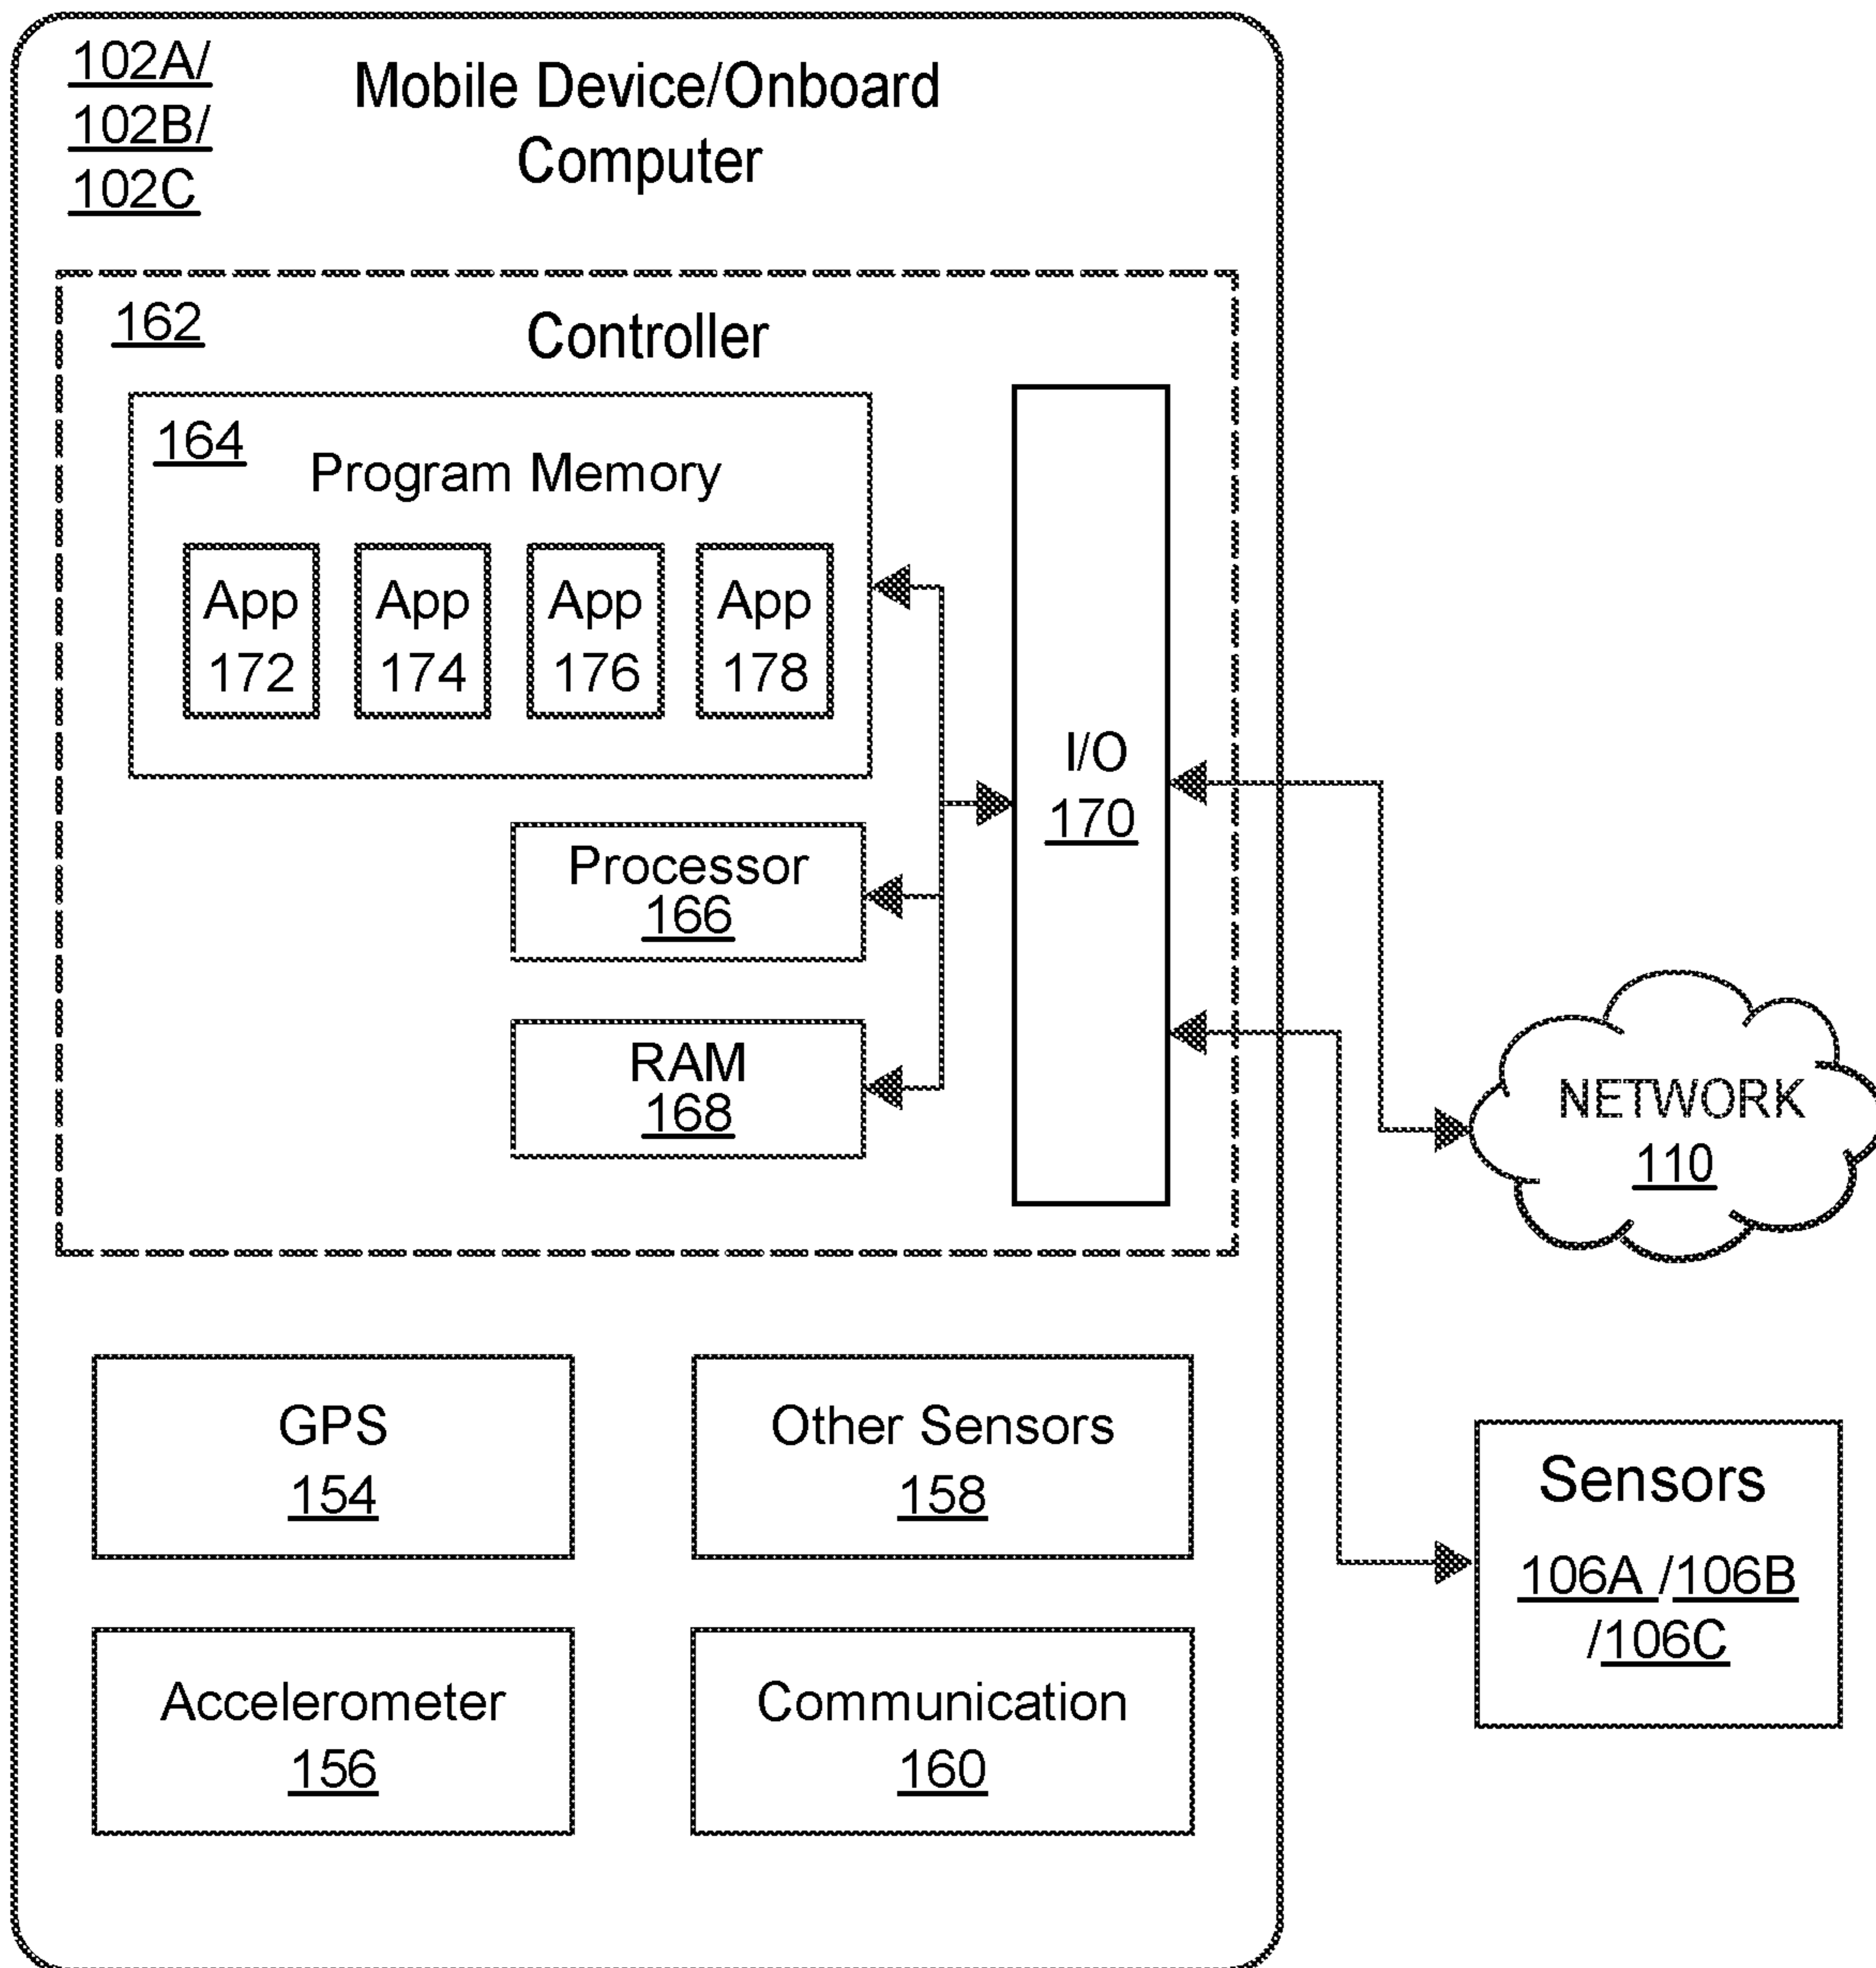 102A/
102B/
102C
Mobile Device/Onboard
Computer
162
Controller
164
Program Memory
App
172
App
174
App
176
App
178
I/O
170
Processor
166
RAM
168
NETWORK
110
GPS
154
Other Sensors
158
Sensors
106A /106B
/106C
Accelerometer
156
Communication
160